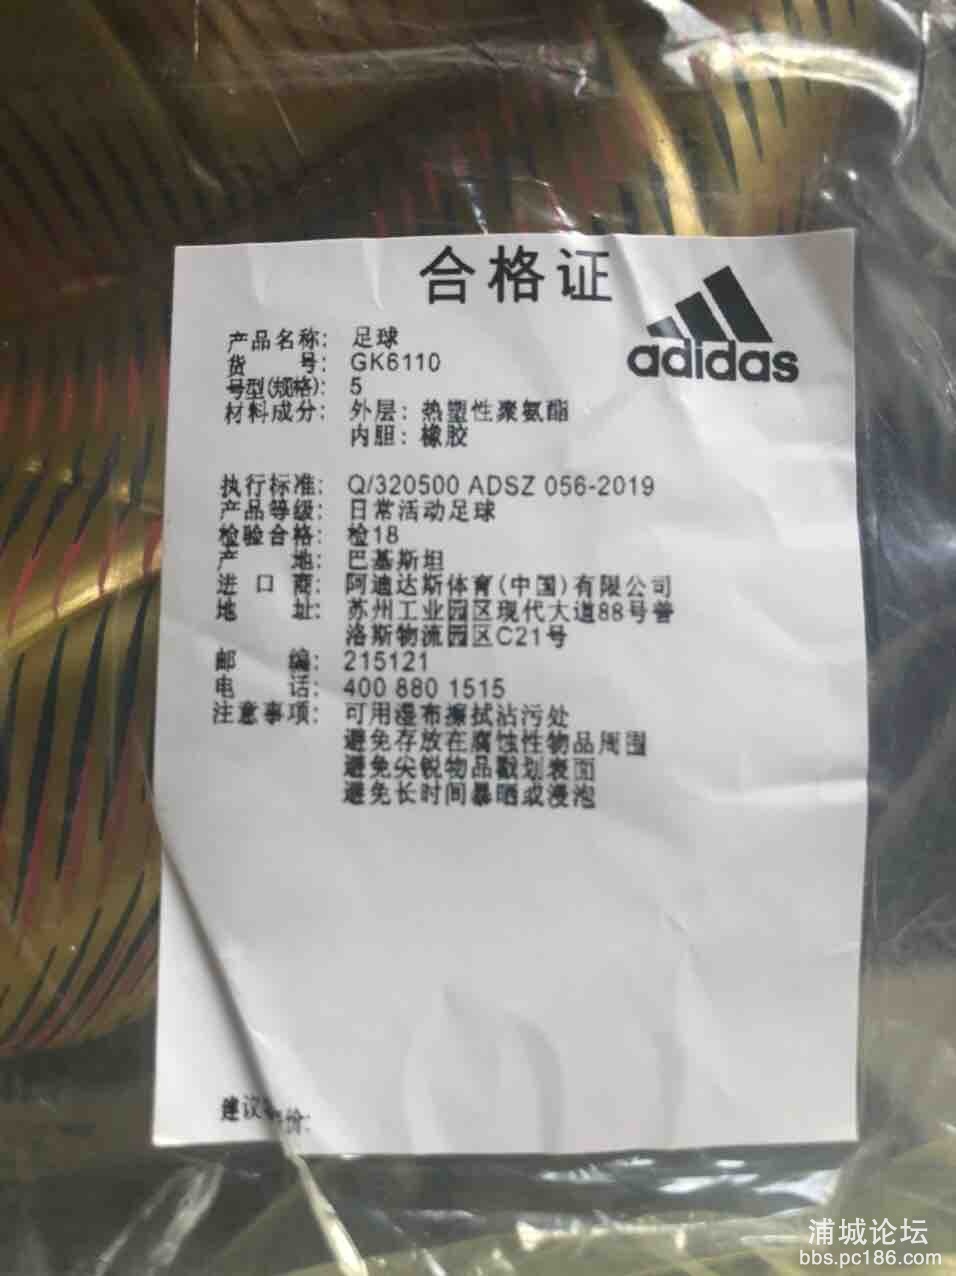 合格证
adidas
产品名称: 足球
货 号: GK6110
号型(规格): 5
材料成分: 外层: 热塑性聚氨酯
内胆: 橡胶
执行标准: Q/320500 ADSZ 056-2019
产品等级: 日常活动足球
检验合格: 检18
产 地: 巴基斯坦
进 口 商: 阿迪达斯体育(中国)有限公司
地 址: 苏州工业园区现代大道88号普
洛斯物流园区C21号
邮 编: 215121
电 话: 400 880 1515
注意事项: 可用湿布擦拭沾污处
避免存放在腐蚀性物品周围
避免尖锐物品戳划表面
避免长时间暴晒或浸泡
建议 价:
浦城论坛
bbs.pc186.com